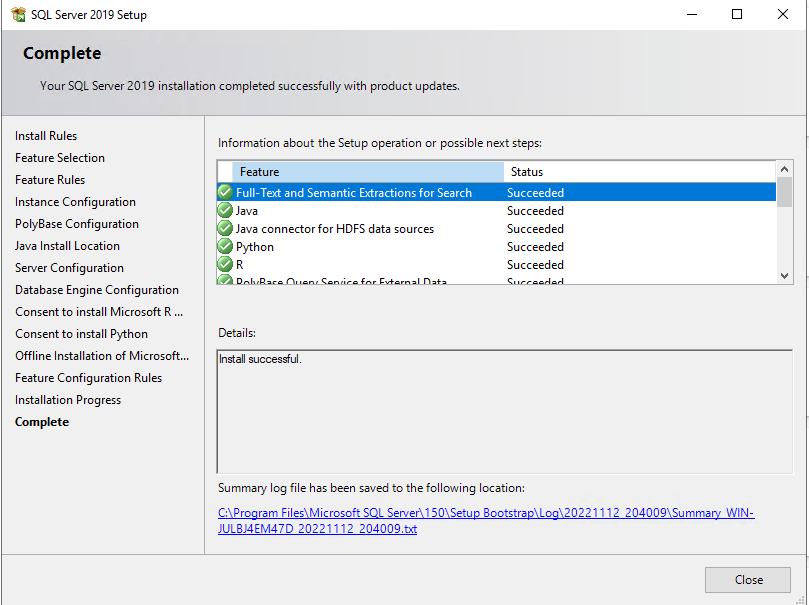 SQL Server 2019 Setup
Complete
Your SQL Server 2019 installation completed successfully with product updates.
Install Rules
Feature Selection
Feature Rules
Instance Configuration
PolyBase Configuration
Java Install Location
Server Configuration
Database Engine Configuration
Consent to install Microsoft R ...
Consent to install Python
Offline Installation of Microsoft...
Feature Configuration Rules
Installation Progress
Complete
Information about the Setup operation or possible next steps:
Feature Status
Full-Text and Semantic Extractions for Search Succeeded
Java Succeeded
Java connector for HDFS data sources Succeeded
Python Succeeded
R Succeeded
PolyBase Query Service for External Data Succeeded
Details:
Install successful.
Summary log file has been saved to the following location:
C:\Program Files\Microsoft SQL Server\150\Setup Bootstrap\Log\20221112_204009\Summary_WIN-
JULBJ4EM47D_20221112_204009.txt
Close